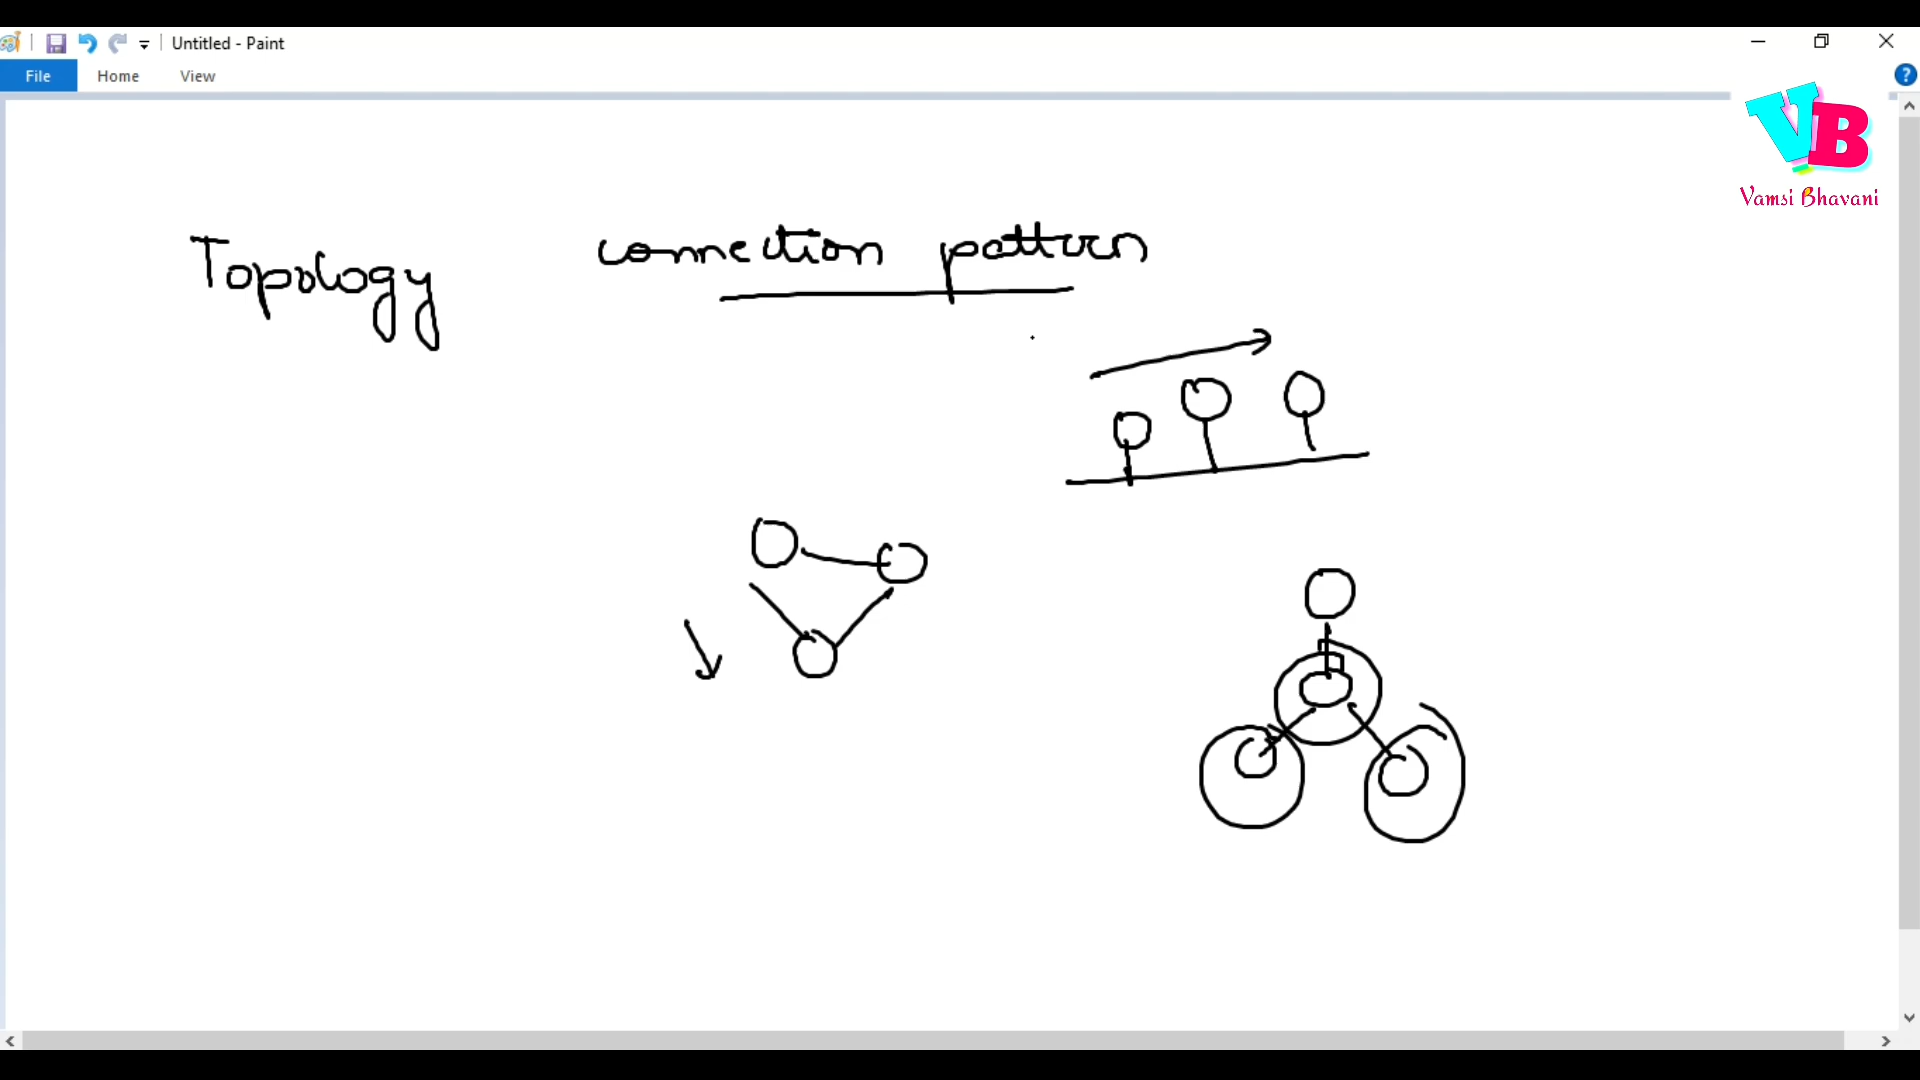 Untitled - Paint
File Home View
VB
Vamsi Bhavani
Topology connection pattern